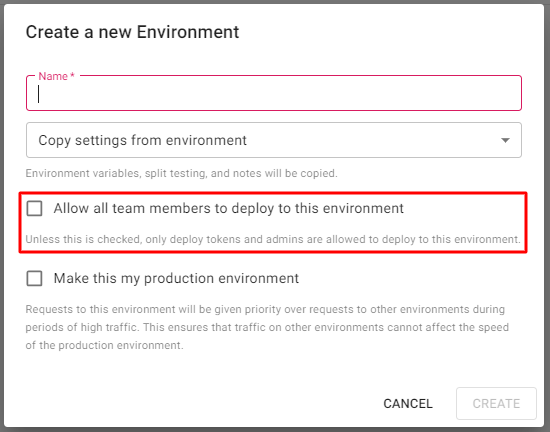 Create a new Environment
Name *
Copy settings from environment
Environment variables, split testing, and notes will be copied.
Allow all team members to deploy to this environment
Unless this is checked, only deploy tokens and admins are allowed to deploy to this environment.
Make this my production environment
Requests to this environment will be given priority over requests to other environments during
periods of high traffic. This ensures that traffic on other environments cannot affect the speed
of the production environment.
CANCEL
CREATE